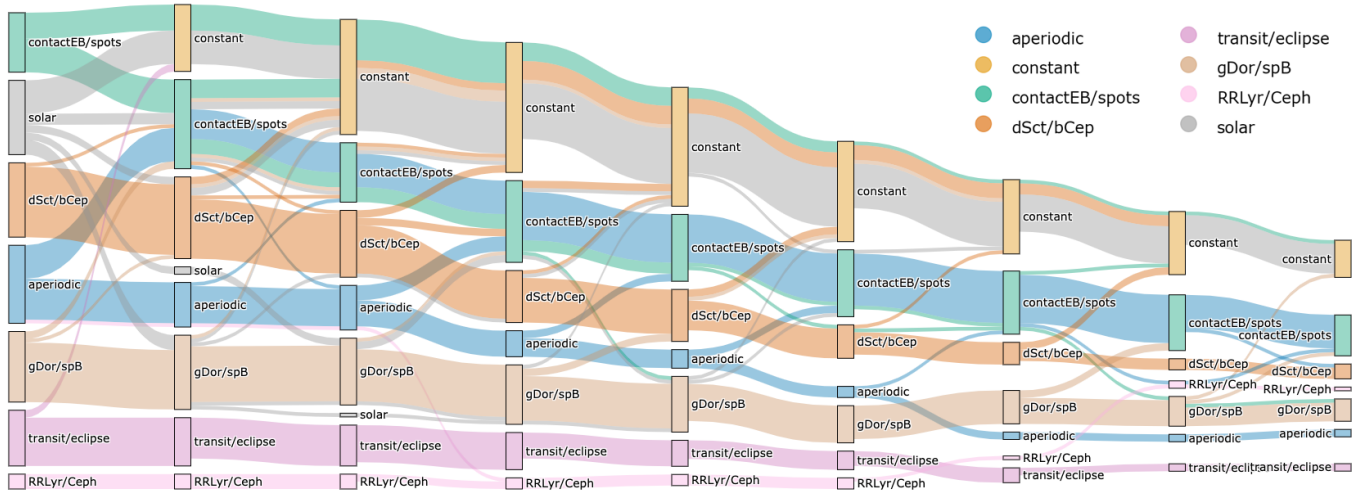 contactEB/spots
solar
dSct/bCep
aperiodic
gDor/spB
transit/eclipse
RRLyr/Ceph
constant
contactEB/spots
dSct/bCep
solar
aperiodic
gDor/spB
transit/eclipse
RRLyr/Ceph
constant
contactEB/spots
dSct/bCep
aperiodic
gDor/spB
solar
transit/eclipse
RRLyr/Ceph
constant
contactEB/spots
dSct/bCep
aperiodic
gDor/spB
transit/eclipse
RRLyr/Ceph
constant
contactEB/spots
dSct/bCep
aperiodic
gDor/spB
transit/eclipse
RRLyr/Ceph
constant
contactEB/spots
dSct/bCep
aperiodic
gDor/spB
transit/eclipse
RRLyr/Ceph
constant
contactEB/spots
dSct/bCep
gDor/spB
aperiodic
RRLyr/Ceph
transit/eclipse
constant
contactEB/spots
dSct/bCep
RRLyr/Ceph
gDor/spB
aperiodic
transit/eclipse
constant
contactEB/spots
dSct/bCep
RRLyr/Ceph
gDor/spB
aperiodic
transit/eclipse
aperiodic
constant
contactEB/spots
dSct/bCep
transit/eclipse
gDor/spB
RRLyr/Ceph
solar